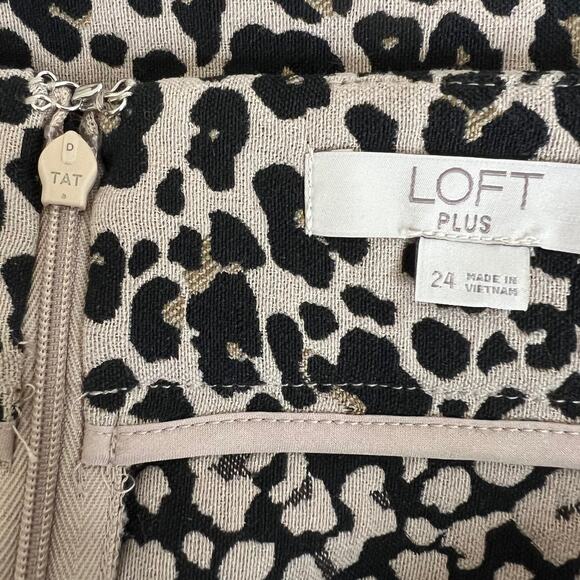 D
TAT
LOFT
PLUS
24 MADE IN
VIETNAM